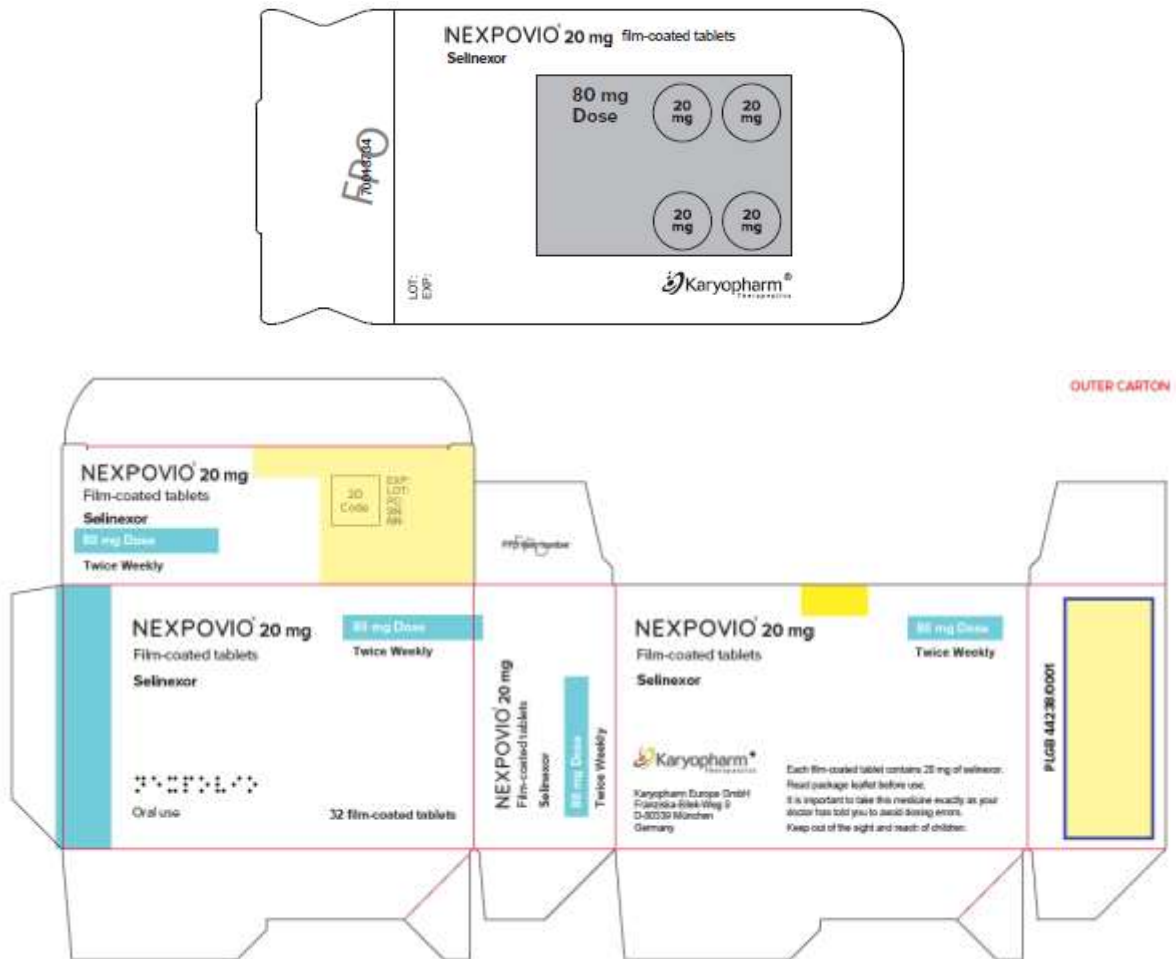 NEXPOVIO® 20 mg film-coated tablets
Selinexor
80 mg
Dose
20
mg
20
mg
20
mg
20
mg
FPO
LOT:
EXP:
Karyopharm®
Therapeutics
OUTER CARTON
NEXPOVIO® 20 mg
Film-coated tablets
Selinexor
80 mg Dose
Twice Weekly
2D
Code
EXP:
LOT:
FPO
NEXPOVIO® 20 mg
Film-coated tablets
Selinexor
80 mg Dose
Twice Weekly
⠝⠑⠭⠏⠕⠧⠊⠕
Oral use
32 film-coated tablets
NEXPOVIO® 20 mg
Film-coated tablets
Selinexor
80 mg Dose
Twice Weekly
NEXPOVIO® 20 mg
Film-coated tablets
Selinexor
80 mg Dose
Twice Weekly
Karyopharm®
Therapeutics
Karyopharm Europe GmbH
Franziska-Bilek-Weg 9
D-80339 München
Germany
Each film-coated tablet contains 20 mg of selinexor.
Read package leaflet before use.
It is important to take this medicine exactly as your
doctor has told you to avoid dosing errors.
Keep out of the sight and reach of children.
PLGB 44238/0001